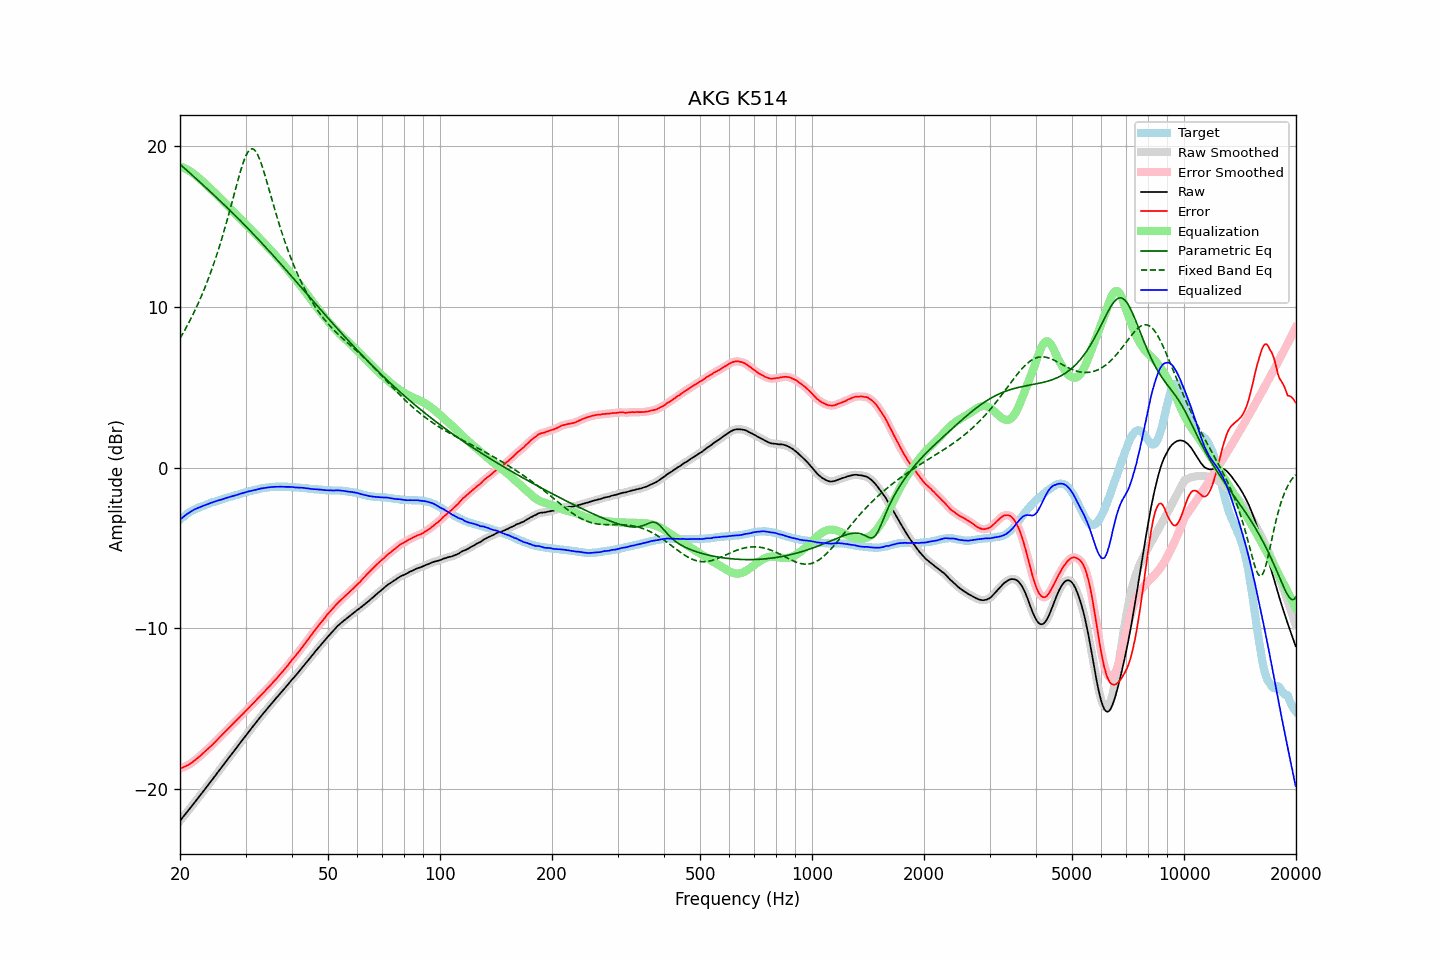 AKG K514
20
10
0
−10
−20
Amplitude (dBr)
Target
Raw Smoothed
Error Smoothed
Raw
Error
Equalization
Parametric Eq
Fixed Band Eq
Equalized
20 50 100 200 500 1000 2000 5000 10000 20000
Frequency (Hz)